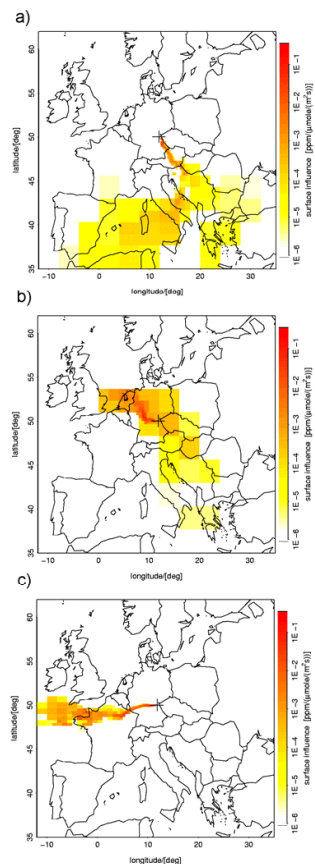 a)
60
55
50
45
40
35
latitude/[deg]
-10 0 10 20 30
longitude/[deg]
1E-6 1E-5 1E-4 1E-3 1E-2 1E-1
surface influence [ppm/(μmole/(m²s))]
b)
60
55
50
45
40
35
latitude/[deg]
-10 0 10 20 30
longitude/[deg]
1E-6 1E-5 1E-4 1E-3 1E-2 1E-1
surface influence [ppm/(μmole/(m²s))]
c)
60
55
50
45
40
35
latitude/[deg]
-10 0 10 20 30
longitude/[deg]
1E-6 1E-5 1E-4 1E-3 1E-2 1E-1
surface influence [ppm/(μmole/(m²s))]